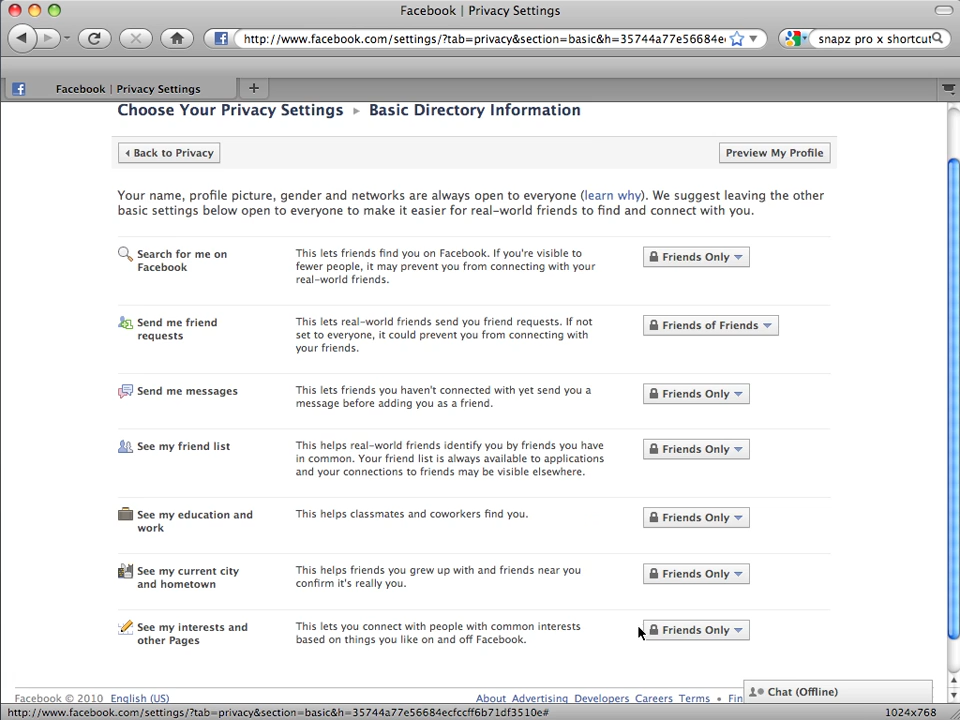 Facebook | Privacy Settings
http://www.facebook.com/settings/?tab=privacy&section=basic&h=35744a77e56684e
snapz pro x shortcut
Facebook | Privacy Settings
Choose Your Privacy Settings ▸ Basic Directory Information
Back to Privacy
Preview My Profile
Your name, profile picture, gender and networks are always open to everyone (learn why). We suggest leaving the other
basic settings below open to everyone to make it easier for real-world friends to find and connect with you.
Search for me on
Facebook
This lets friends find you on Facebook. If you're visible to
fewer people, it may prevent you from connecting with your
real-world friends.
Friends Only
Send me friend
requests
This lets real-world friends send you friend requests. If not
set to everyone, it could prevent you from connecting with
your friends.
Friends of Friends
Send me messages
This lets friends you haven't connected with yet send you a
message before adding you as a friend.
Friends Only
See my friend list
This helps real-world friends identify you by friends you have
in common. Your friend list is always available to applications
and your connections to friends may be visible elsewhere.
Friends Only
See my education and
work
This helps classmates and coworkers find you.
Friends Only
See my current city
and hometown
This helps friends you grew up with and friends near you
confirm it's really you.
Friends Only
See my interests and
other Pages
This lets you connect with people with common interests
based on things you like on and off Facebook.
Friends Only
Facebook © 2010 English (US)
About Advertising Developers Careers Terms • Fin
Chat (Offline)
http://www.facebook.com/settings/?tab=privacy&section=basic&h=35744a77e56684ecfccff6b71df3510e#
1024x768